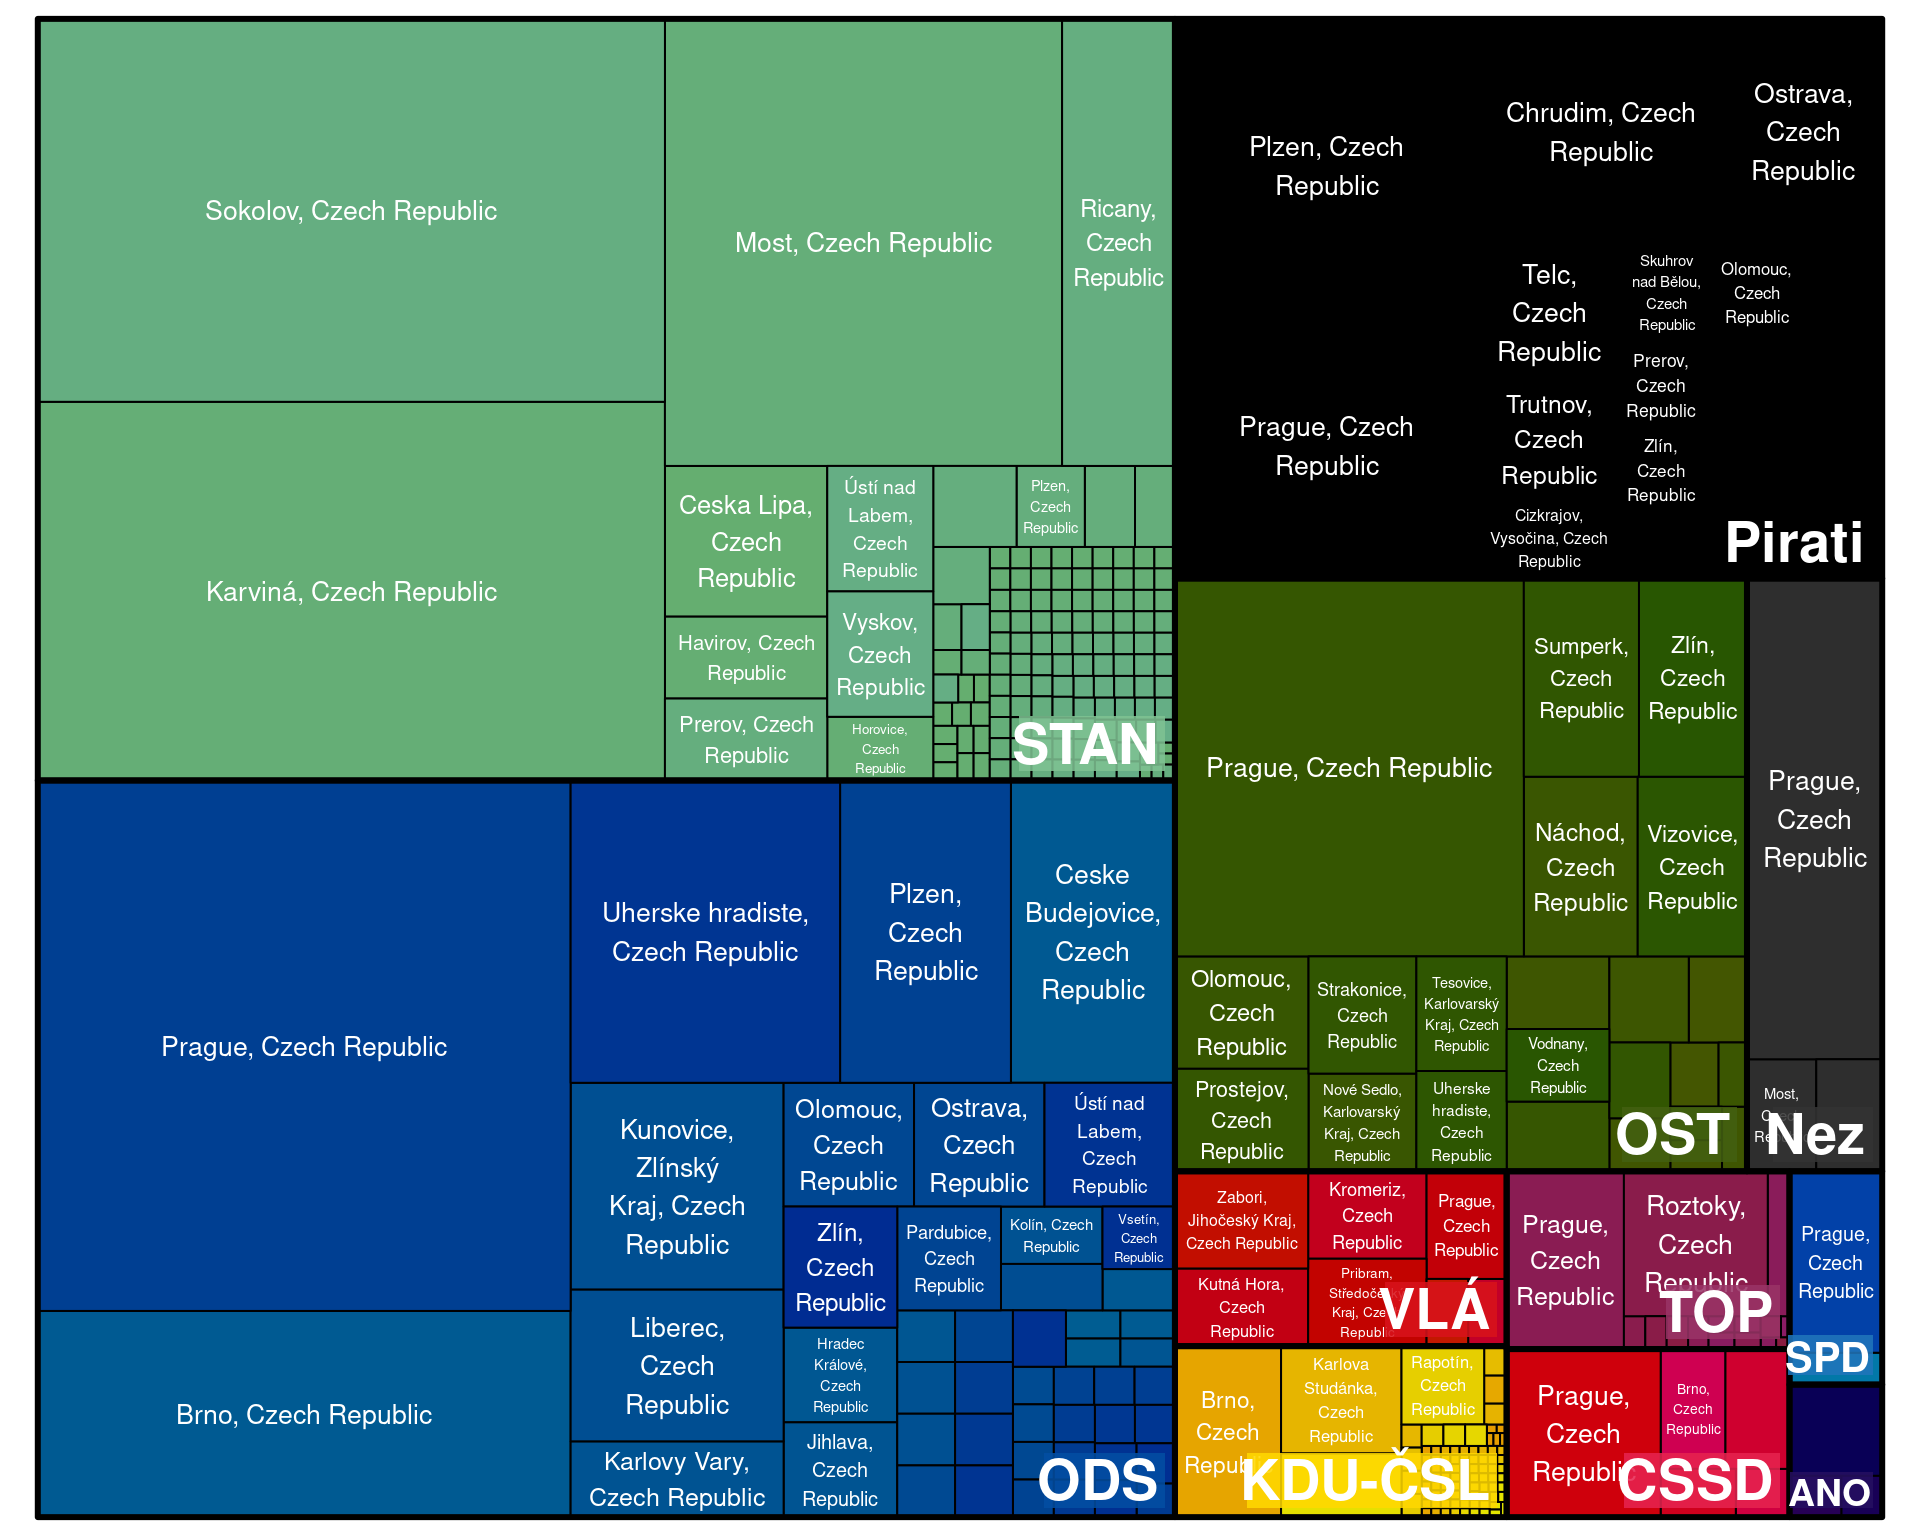 Sokolov, Czech Republic
Karviná, Czech Republic
Most, Czech Republic
Ricany,
Czech
Republic
Ceska Lipa,
Czech
Republic
Havirov, Czech
Republic
Prerov, Czech
Republic
Ústí nad
Labem,
Czech
Republic
Vyskov,
Czech
Republic
Horovice,
Czech
Republic
Plzen,
Czech
Republic
STAN
Plzen, Czech
Republic
Prague, Czech
Republic
Chrudim, Czech
Republic
Ostrava,
Czech
Republic
Telc,
Czech
Republic
Trutnov,
Czech
Republic
Cizkrajov,
Vysočina, Czech
Republic
Skuhrov
nad Bělou,
Czech
Republic
Prerov,
Czech
Republic
Zlín,
Czech
Republic
Olomouc,
Czech
Republic
Pirati
Prague, Czech Republic
Brno, Czech Republic
Uherske hradiste,
Czech Republic
Plzen,
Czech
Republic
Ceske
Budejovice,
Czech
Republic
Kunovice,
Zlínský
Kraj, Czech
Republic
Liberec,
Czech
Republic
Karlovy Vary,
Czech Republic
Olomouc,
Czech
Republic
Ostrava,
Czech
Republic
Ústí nad
Labem,
Czech
Republic
Zlín,
Czech
Republic
Hradec
Králové,
Czech
Republic
Jihlava,
Czech
Republic
Pardubice,
Czech
Republic
Kolín, Czech
Republic
Vsetín,
Czech
Republic
ODS
Prague, Czech Republic
Sumperk,
Czech
Republic
Zlín,
Czech
Republic
Náchod,
Czech
Republic
Vizovice,
Czech
Republic
Olomouc,
Czech
Republic
Prostejov,
Czech
Republic
Strakonice,
Czech
Republic
Nové Sedlo,
Karlovarský
Kraj, Czech
Republic
Tesovice,
Karlovarský
Kraj, Czech
Republic
Uherske
hradiste,
Czech
Republic
Vodnany,
Czech
Republic
OST
Prague,
Czech
Republic
Most,
Czech
Republic
Nez
Zabori,
Jihočeský Kraj,
Czech Republic
Kutná Hora,
Czech
Republic
Kromeriz,
Czech
Republic
Pribram,
Středočeský
Kraj, Czech
Republic
Prague,
Czech
Republic
VLÁ
Prague,
Czech
Republic
Roztoky,
Czech
Republic
TOP
Prague,
Czech
Republic
SPD
Brno,
Czech
Republic
Karlova
Studánka,
Czech
Republic
Rapotín,
Czech
Republic
KDU-ČSL
Prague,
Czech
Republic
Brno,
Czech
Republic
CSSD
ANO